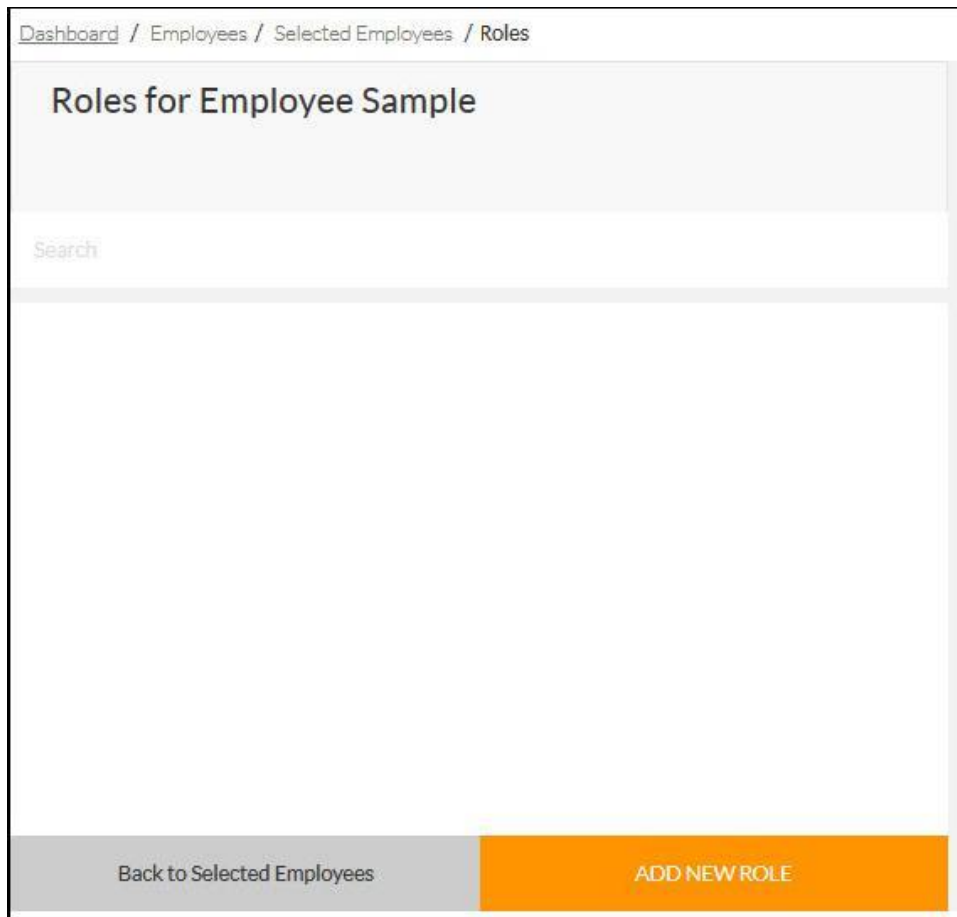 Dashboard / Employees / Selected Employees / Roles
Roles for Employee Sample
Search
Back to Selected Employees
ADD NEW ROLE